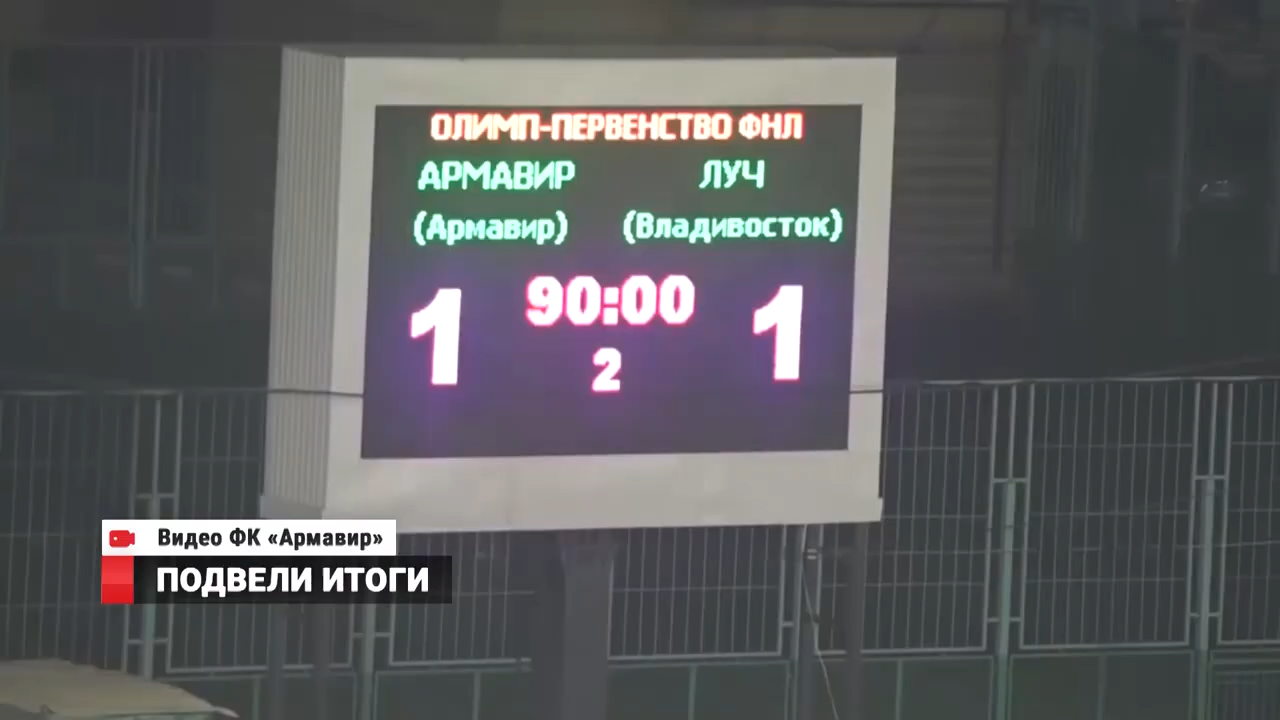 ОЛИМП-ПЕРВЕНСТВО ФНЛ
АРМАВИР ЛУЧ
(Армавир) (Владивосток)
1 90:00 1
2
Видео ФК «Армавир»
ПОДВЕЛИ ИТОГИ